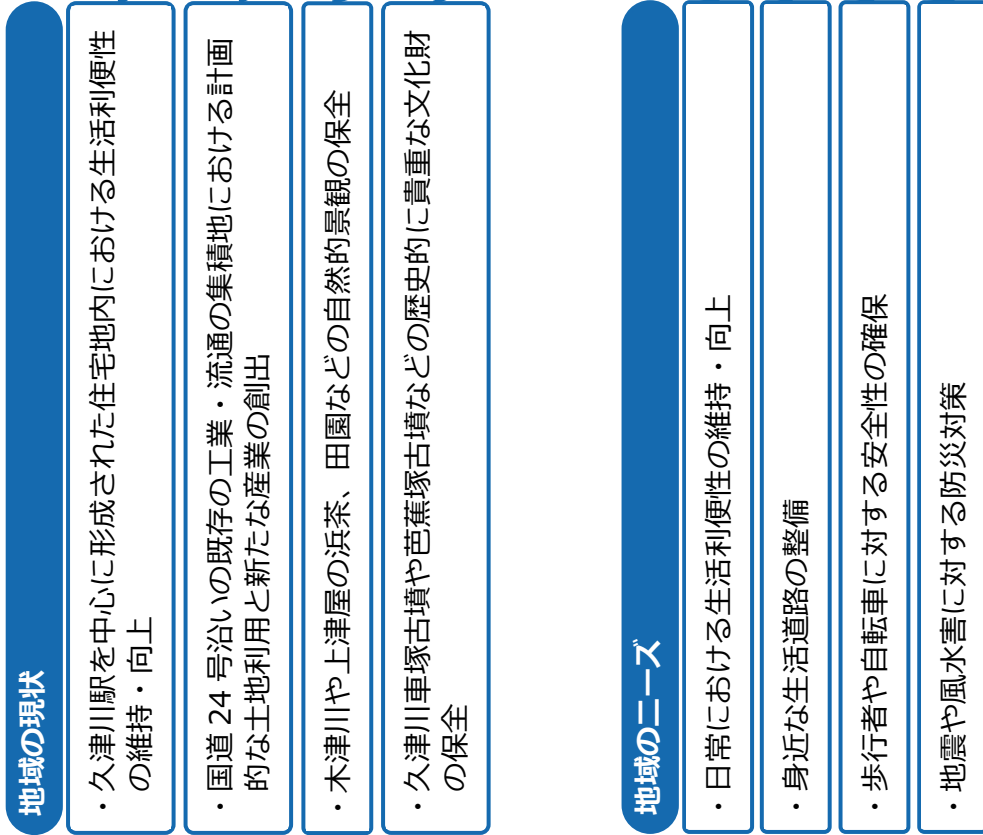 地域の現状
・久津川駅を中心に形成された住宅地内における生活利便性
の維持・向上
・国道 24 号沿いの既存の工業・流通の集積地における計画
的な土地利用と新たな産業の創出
・木津川や上津屋の浜茶、田園などの自然的景観の保全
・久津川車塚古墳や芭蕉塚古墳などの歴史的に貴重な文化財
の保全
地域のニーズ
・日常における生活利便性の維持・向上
・身近な生活道路の整備
・歩行者や自転車に対する安全性の確保
・地震や風水害に対する防災対策